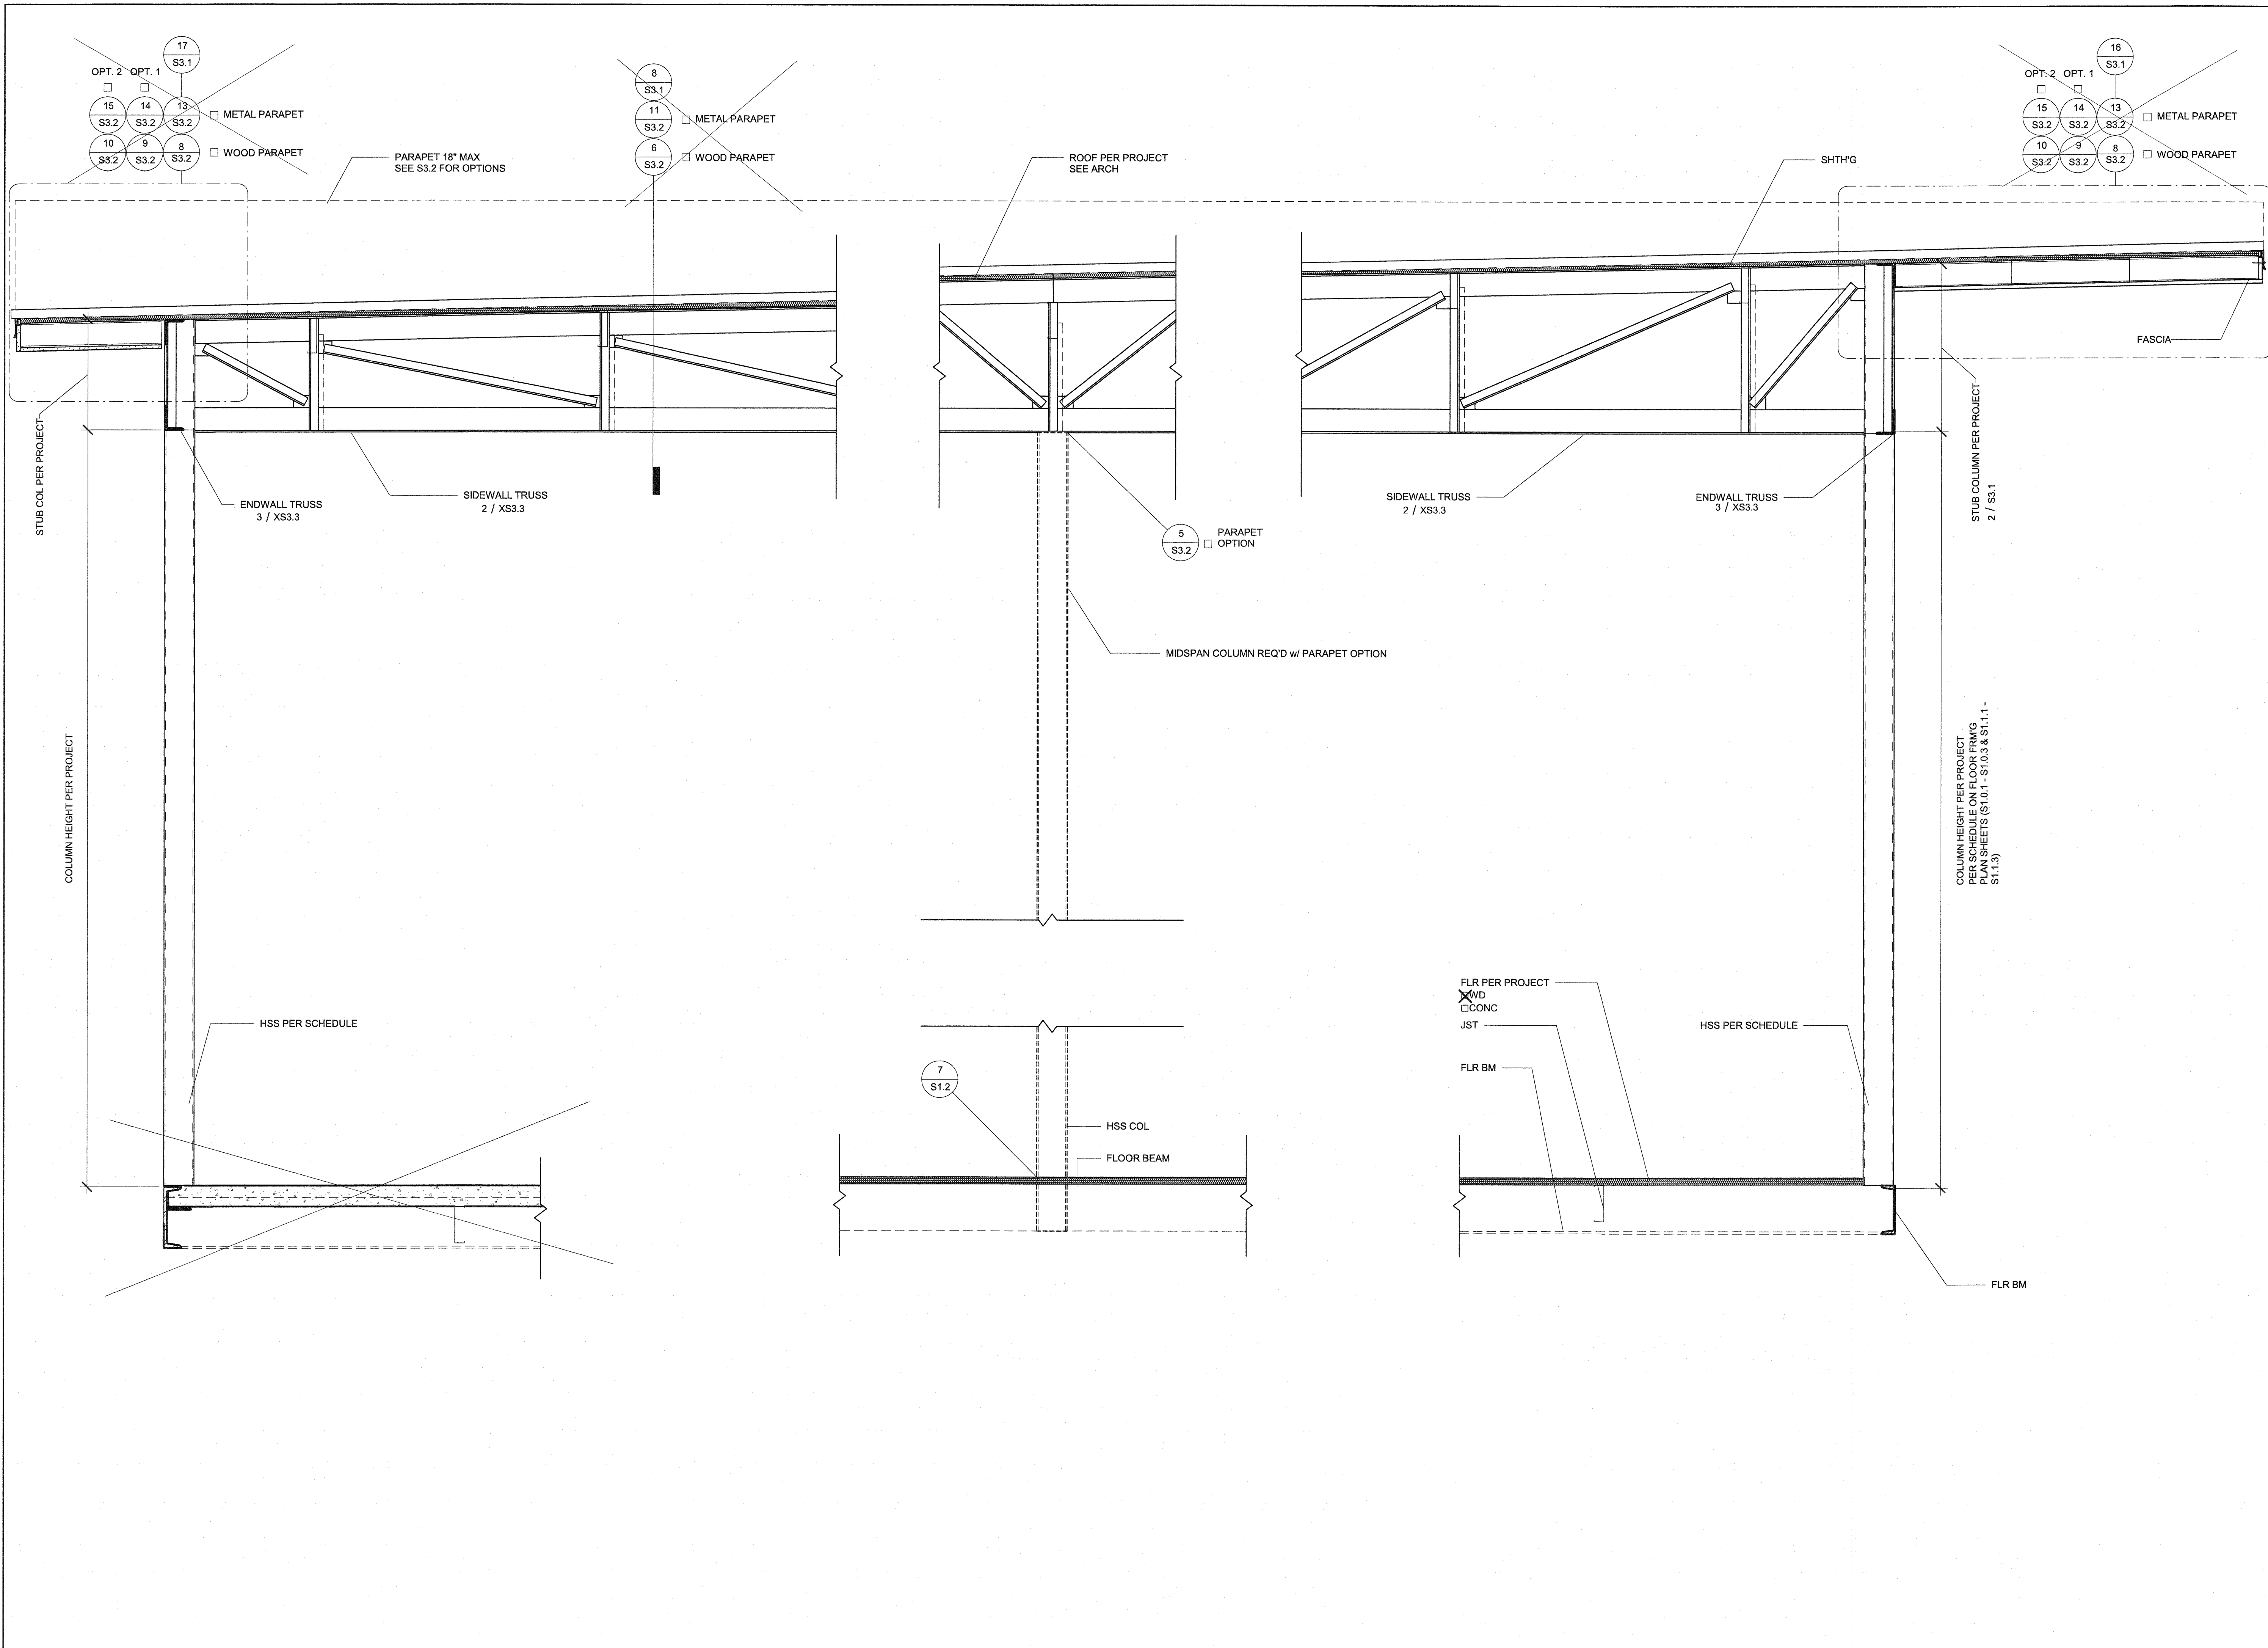 17
S3.1
OPT. 2 OPT. 1
15 14 13
S3.2 S3.2 S3.2
METAL PARAPET
10 9 8
S3.2 S3.2 S3.2
WOOD PARAPET
PARAPET 18" MAX
SEE S3.2 FOR OPTIONS
8
S3.1
11
S3.2
METAL PARAPET
6
S3.2
WOOD PARAPET
ROOF PER PROJECT
SEE ARCH
SHTH'G
16
S3.1
OPT. 2 OPT. 1
15 14 13
S3.2 S3.2 S3.2
METAL PARAPET
10 9 8
S3.2 S3.2 S3.2
WOOD PARAPET
FASCIA
STUB COL PER PROJECT
ENDWALL TRUSS
3 / XS3.3
SIDEWALL TRUSS
2 / XS3.3
5
S3.2
PARAPET
OPTION
SIDEWALL TRUSS
2 / XS3.3
ENDWALL TRUSS
3 / XS3.3
STUB COLUMN PER PROJECT
2 / S3.1
MIDSPAN COLUMN REQ'D w/ PARAPET OPTION
COLUMN HEIGHT PER PROJECT
COLUMN HEIGHT PER PROJECT
PER SCHEDULE ON FLOOR FRM'G
PLAN SHEETS (S1.0.1 - S1.0.3 & S1.1.1 -
S1.1.3)
HSS PER SCHEDULE
7
S1.2
HSS COL
FLOOR BEAM
FLR PER PROJECT
WD
CONC
JST
FLR BM
HSS PER SCHEDULE
FLR BM